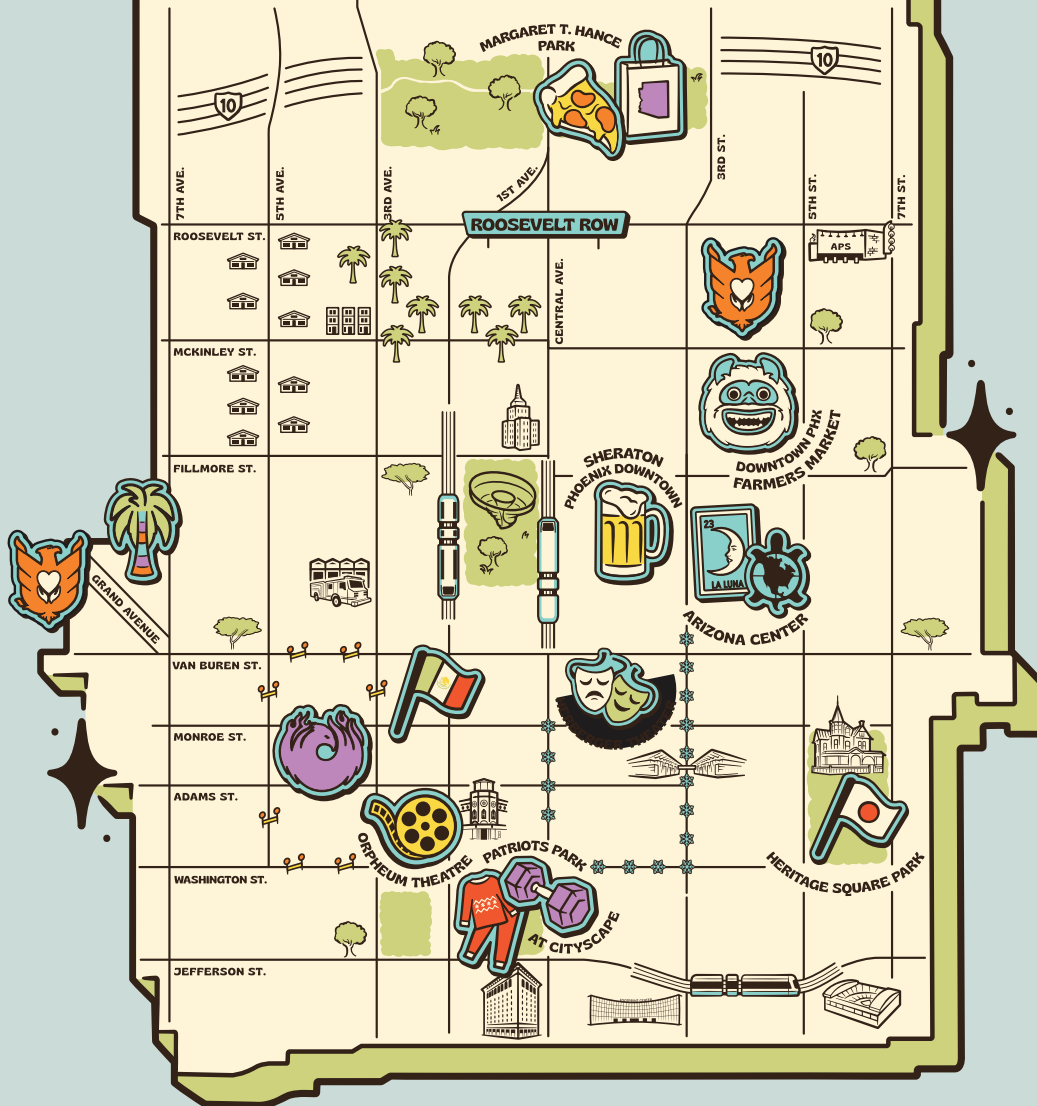 MARGARET T. HANCE
PARK
10
10
7TH AVE.
5TH AVE.
3RD AVE.
1ST AVE.
3RD ST.
5TH ST.
7TH ST.
ROOSEVELT ROW
ROOSEVELT ST.
APS
CENTRAL AVE.
MCKINLEY ST.
DOWNTOWN PHX
FARMERS MARKET
FILLMORE ST.
SHERATON
PHOENIX DOWNTOWN
23
LA LUNA
GRAND AVENUE
ARIZONA CENTER
VAN BUREN ST.
MONROE ST.
ADAMS ST.
ORPHEUM THEATRE
PATRIOTS PARK
AT CITYSCAPE
HERITAGE SQUARE PARK
WASHINGTON ST.
JEFFERSON ST.